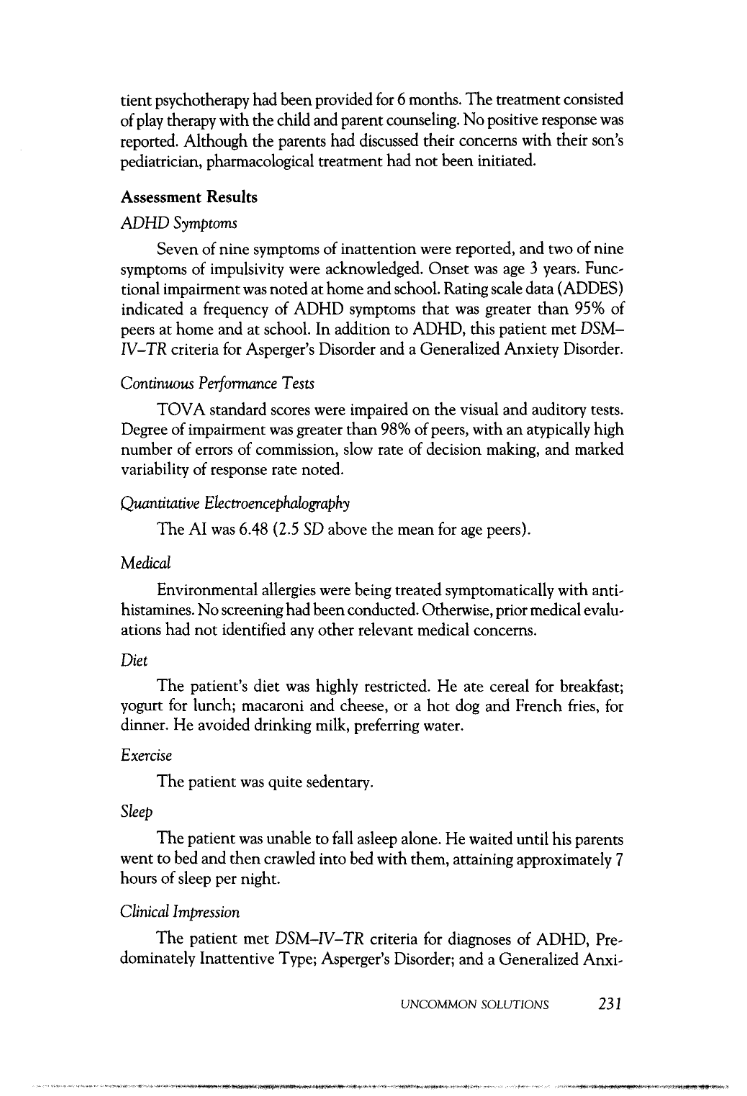 tient psychotherapy had been provided for 6 months. The treatment consisted
of play therapy with the child and parent counseling. No positive response was
reported. Although the parents had discussed their concerns with their son's
pediatrician, pharmacological treatment had not been initiated.
Assessment Results
ADHD Symptoms
Seven of nine symptoms of inattention were reported, and two of nine
symptoms of impulsivity were acknowledged. Onset was age 3 years. Func-
tional impairment was noted at home and school. Rating scale data (ADDES)
indicated a frequency of ADHD symptoms that was greater than 95% of
peers at home and at school. In addition to ADHD, this patient met DSM–
IV–TR criteria for Asperger's Disorder and a Generalized Anxiety Disorder.
Continuous Performance Tests
TOVA standard scores were impaired on the visual and auditory tests.
Degree of impairment was greater than 98% of peers, with an atypically high
number of errors of commission, slow rate of decision making, and marked
variability of response rate noted.
Quantitative Electroencephalography
The AI was 6.48 (2.5 SD above the mean for age peers).
Medical
Environmental allergies were being treated symptomatically with anti-
histamines. No screening had been conducted. Otherwise, prior medical evalu-
ations had not identified any other relevant medical concerns.
Diet
The patient's diet was highly restricted. He ate cereal for breakfast;
yogurt for lunch; macaroni and cheese, or a hot dog and French fries, for
dinner. He avoided drinking milk, preferring water.
Exercise
The patient was quite sedentary.
Sleep
The patient was unable to fall asleep alone. He waited until his parents
went to bed and then crawled into bed with them, attaining approximately 7
hours of sleep per night.
Clinical Impression
The patient met DSM–IV–TR criteria for diagnoses of ADHD, Pre-
dominately Inattentive Type; Asperger's Disorder; and a Generalized Anxi-
UNCOMMON SOLUTIONS 231